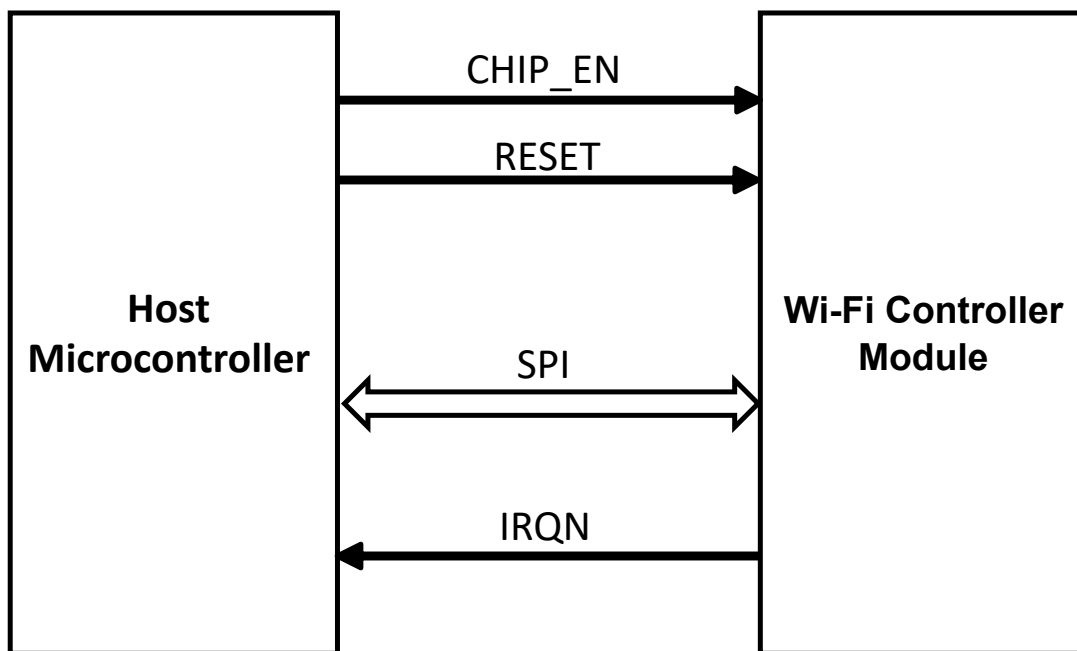 CHIP_EN
RESET
Host
Microcontroller
Wi-Fi Controller
Module
SPI
IRQN